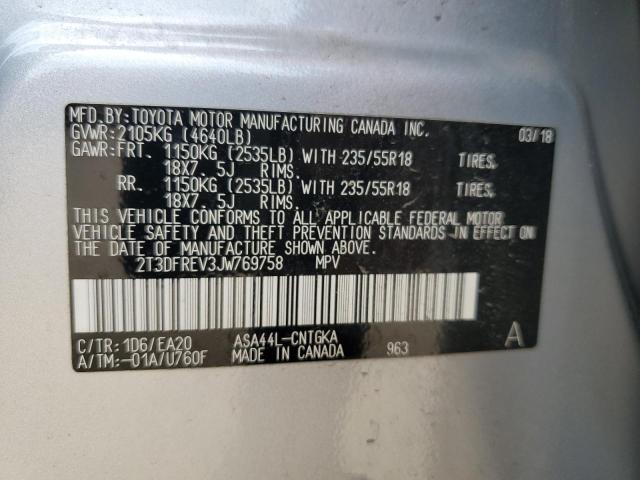 MFD.BY:TOYOTA MOTOR MANUFACTURING CANADA INC. 03/18
GVWR:2105KG (4640LB)
GAWR:FRT. 1150KG (2535LB) WITH 235/55R18 TIRES,
18X7. 5J RIMS.
RR. 1150KG (2535LB) WITH 235/55R18 TIRES,
18X7. 5J RIMS.
THIS VEHICLE CONFORMS TO ALL APPLICABLE FEDERAL MOTOR
VEHICLE SAFETY AND THEFT PREVENTION STANDARDS IN EFFECT ON
THE DATE OF MANUFACTURE SHOWN ABOVE.
2T3DFREV3JW769758 MPV
C/TR:1D6/EA20 ASA44L-CNTGKA
A/TM:-01A/U760F MADE IN CANADA 963 A